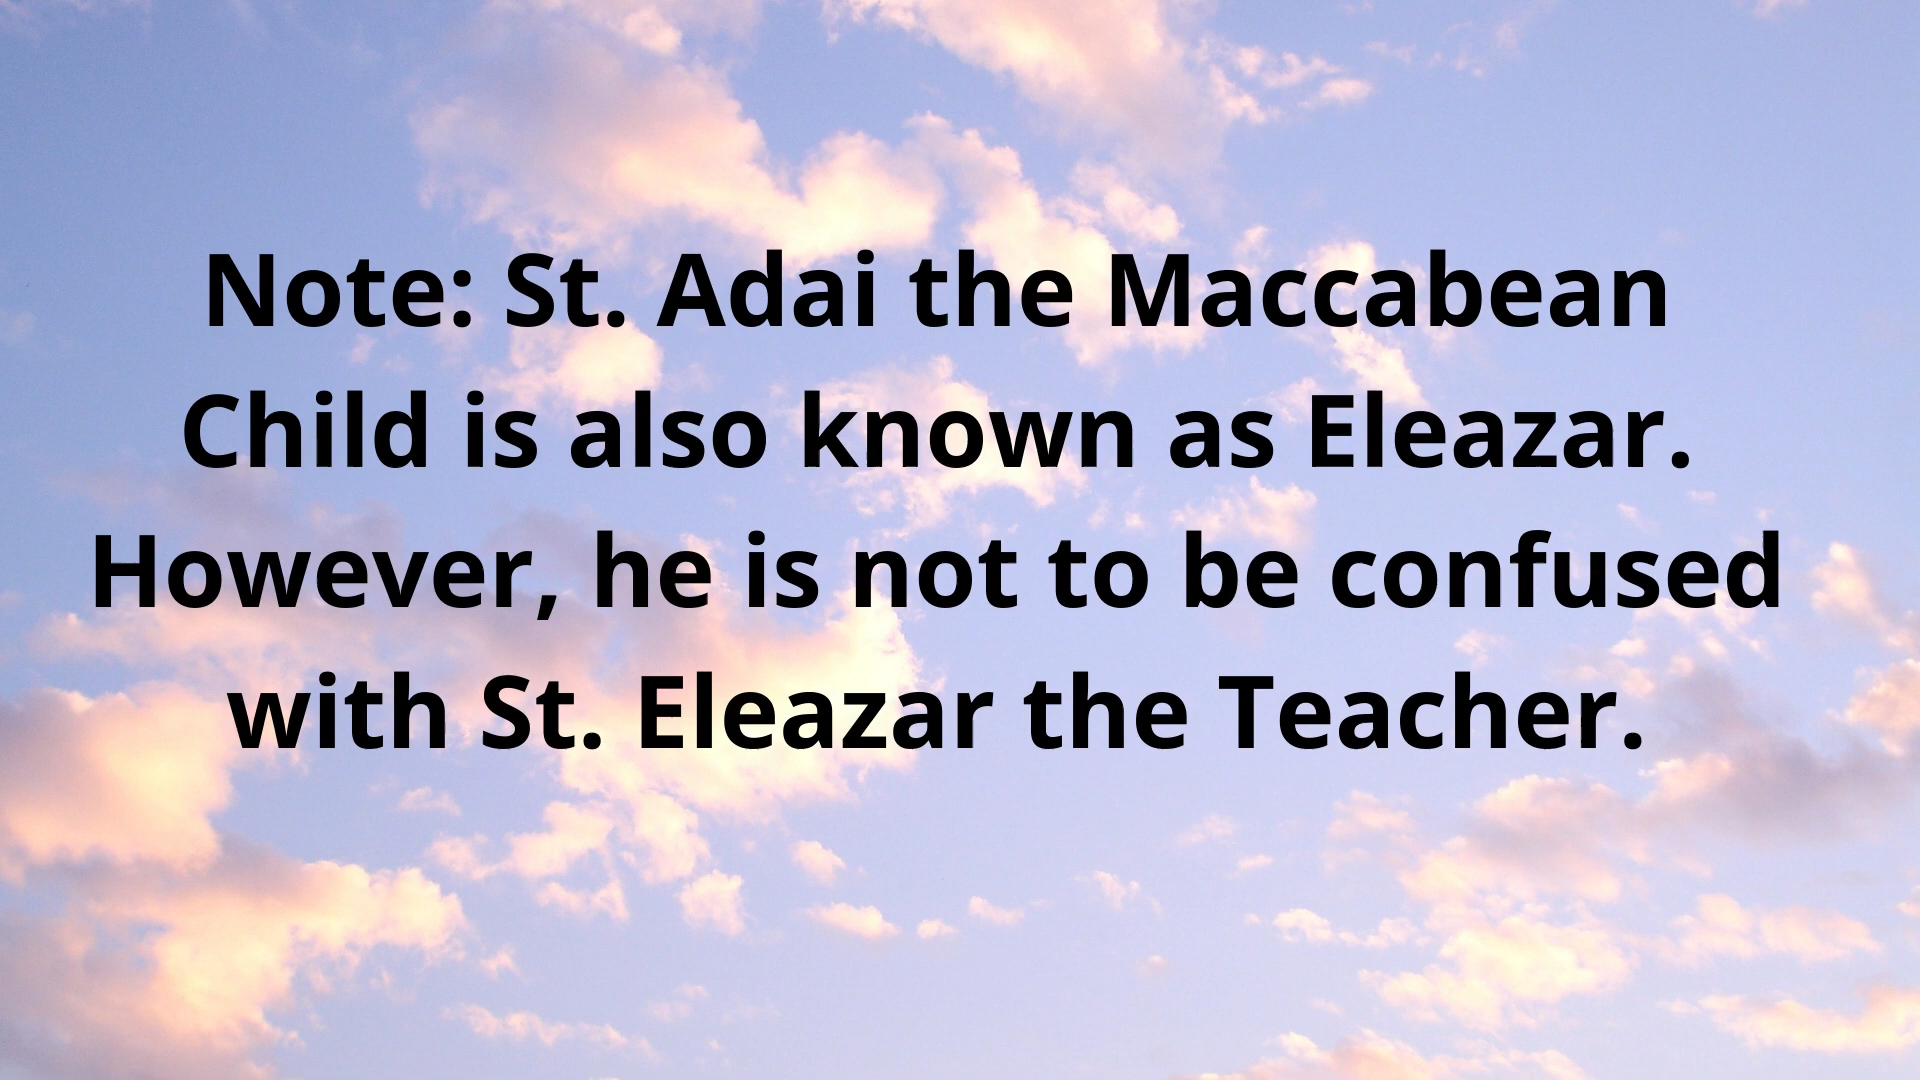 Note: St. Adai the Maccabean
Child is also known as Eleazar.
However, he is not to be confused
with St. Eleazar the Teacher.